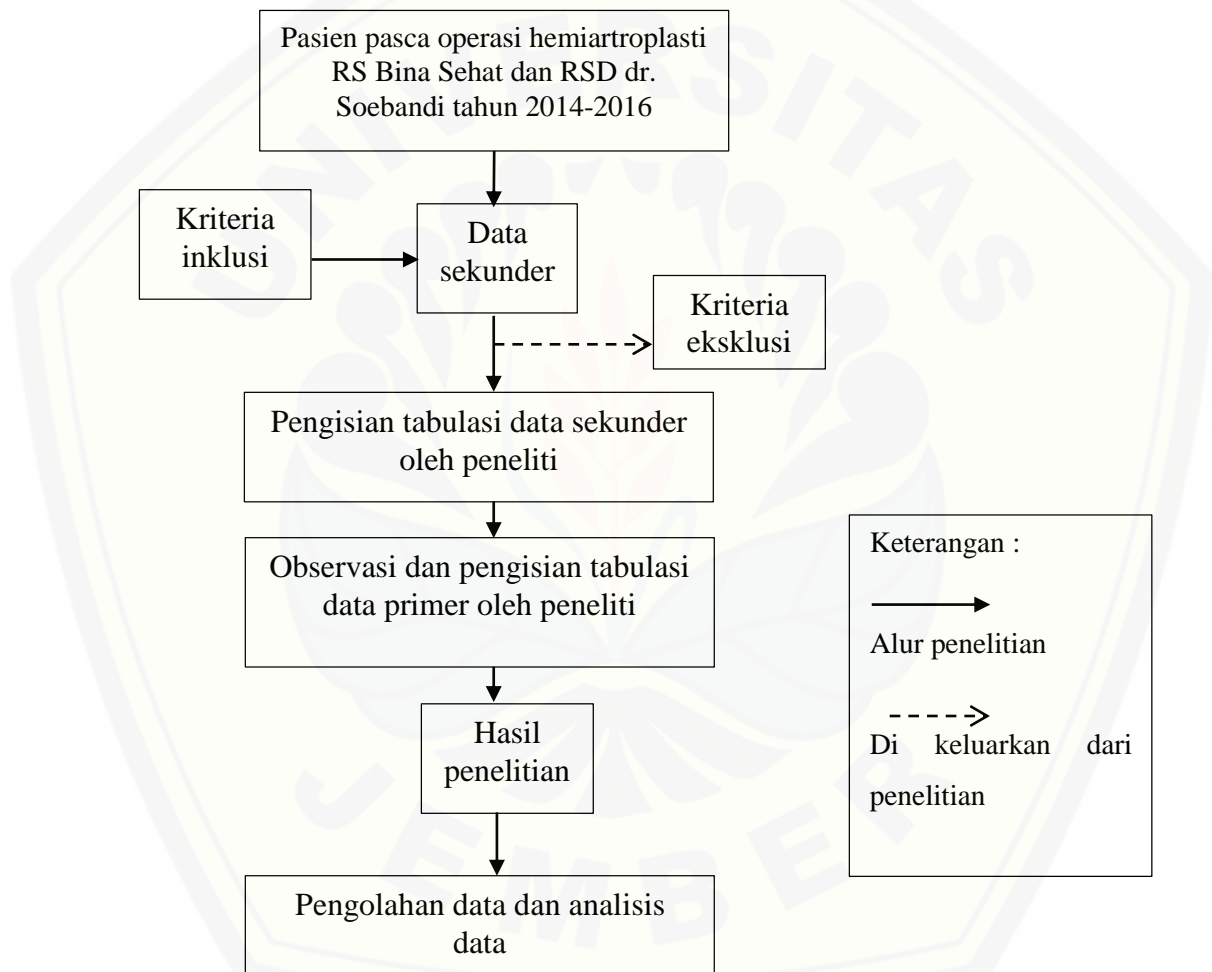 Pasien pasca operasi hemiartroplasti
RS Bina Sehat dan RSD dr.
Soebandi tahun 2014-2016
Kriteria
inklusi
Data
sekunder
Kriteria
eksklusi
Pengisian tabulasi data sekunder
oleh peneliti
Observasi dan pengisian tabulasi
data primer oleh peneliti
Hasil
penelitian
Pengolahan data dan analisis
data
Keterangan :
Alur penelitian
Di keluarkan dari
penelitian
UNIVERSITAS
JEMBER